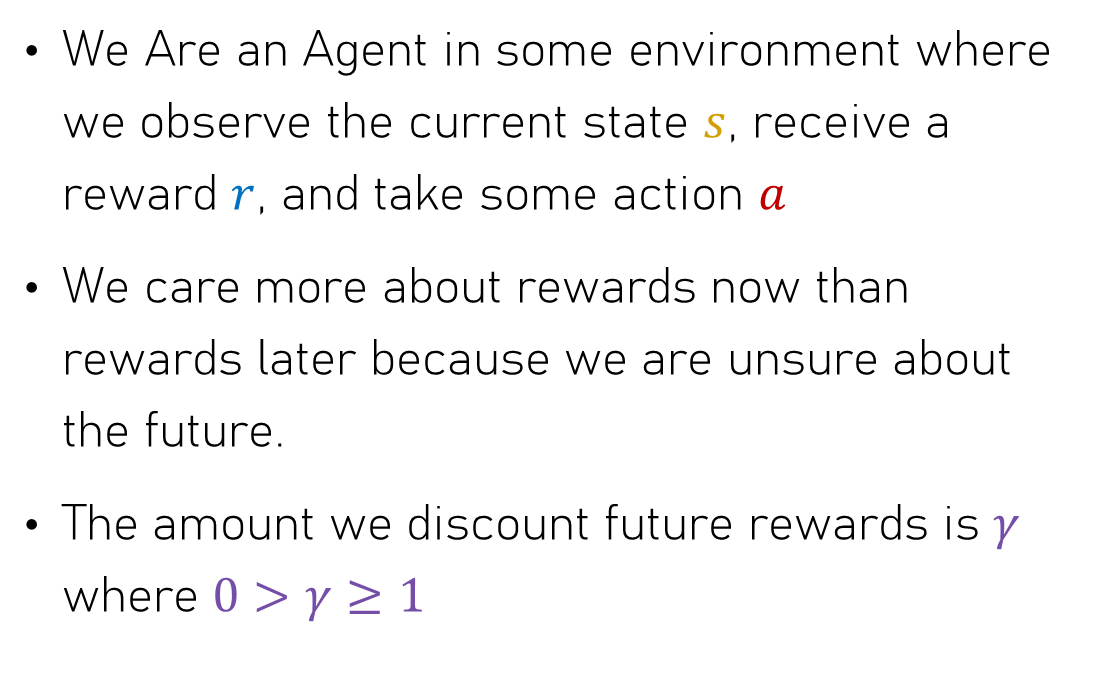 • We Are an Agent in some environment where
we observe the current state s, receive a
reward r, and take some action a
• We care more about rewards now than
rewards later because we are unsure about
the future.
• The amount we discount future rewards is γ
where 0 > γ ≥ 1